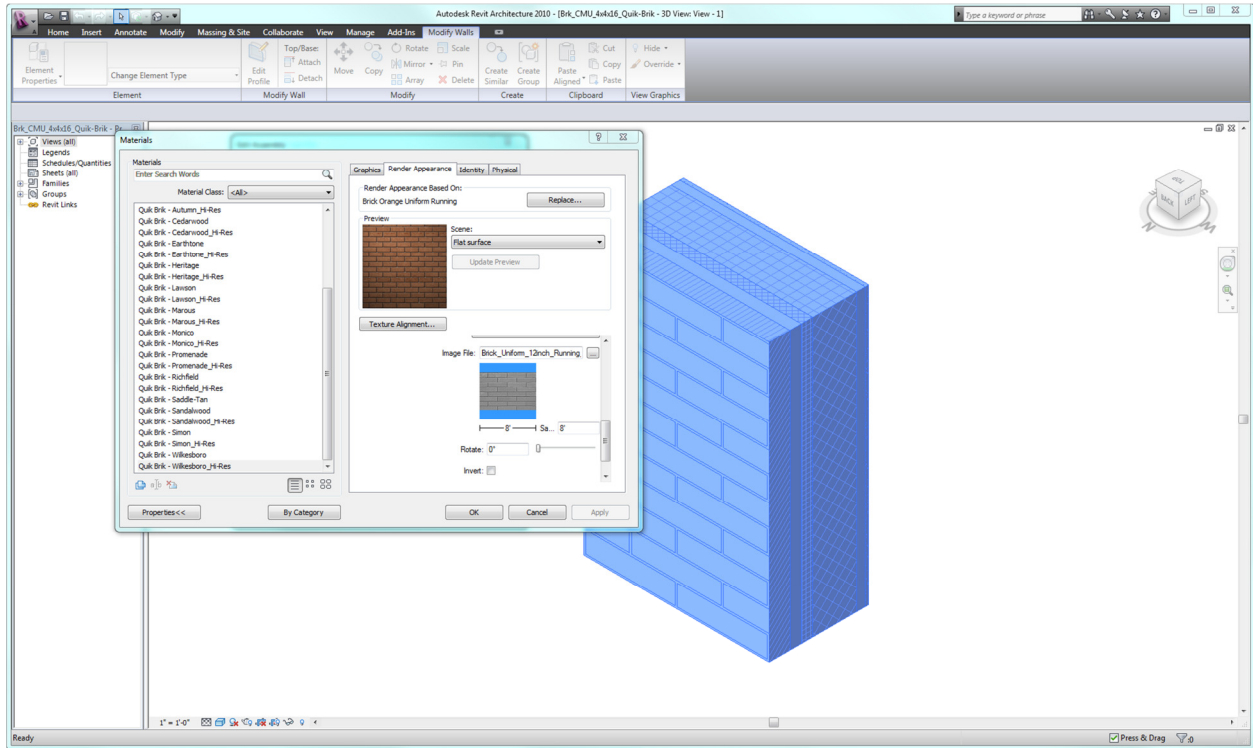 Autodesk Revit Architecture 2010 - [Brk_CMU_4x4x16_Quik-Brik - 3D View: View - 1]
Type a keyword or phrase
Home Insert Annotate Modify Massing & Site Collaborate View Manage Add-Ins Modify Walls
Element Properties
Change Element Type
Element
Edit Profile
Top/Base:
Attach
Detach
Modify Wall
Move Copy
Rotate Scale
Mirror Pin
Array Delete
Modify
Create Similar
Create Group
Create
Paste Aligned
Cut
Copy
Paste
Clipboard
Hide
Override
View Graphics
Brk_CMU_4x4x16_Quik-Brik -
Views (all)
Legends
Schedules/Quantities
Sheets (all)
Families
Groups
Revit Links
Materials
Materials
Enter Search Words
Material Class: <All>
Quik Brik - Autumn_Hi-Res
Quik Brik - Cedarwood
Quik Brik - Cedarwood_Hi-Res
Quik Brik - Earthtone
Quik Brik - Earthtone_Hi-Res
Quik Brik - Heritage
Quik Brik - Heritage_Hi-Res
Quik Brik - Lawson
Quik Brik - Lawson_Hi-Res
Quik Brik - Marous
Quik Brik - Marous_Hi-Res
Quik Brik - Monico
Quik Brik - Monico_Hi-Res
Quik Brik - Promenade
Quik Brik - Promenade_Hi-Res
Quik Brik - Richfield
Quik Brik - Richfield_Hi-Res
Quik Brik - Saddle-Tan
Quik Brik - Sandalwood
Quik Brik - Sandalwood_Hi-Res
Quik Brik - Simon
Quik Brik - Simon_Hi-Res
Quik Brik - Wilkesboro
Quik Brik - Wilkesboro_Hi-Res
Properties<<
By Category
Graphics Render Appearance Identity Physical
Render Appearance Based On:
Brick Orange Uniform Running
Replace...
Preview
Scene:
Flat surface
Update Preview
Texture Alignment...
Image File: Brick_Uniform_12inch_Running
...
8' Sa... 8'
Rotate: 0°
Invert:
OK Cancel Apply
BACK LEFT
1" = 1'-0"
Ready
Press & Drag
:0